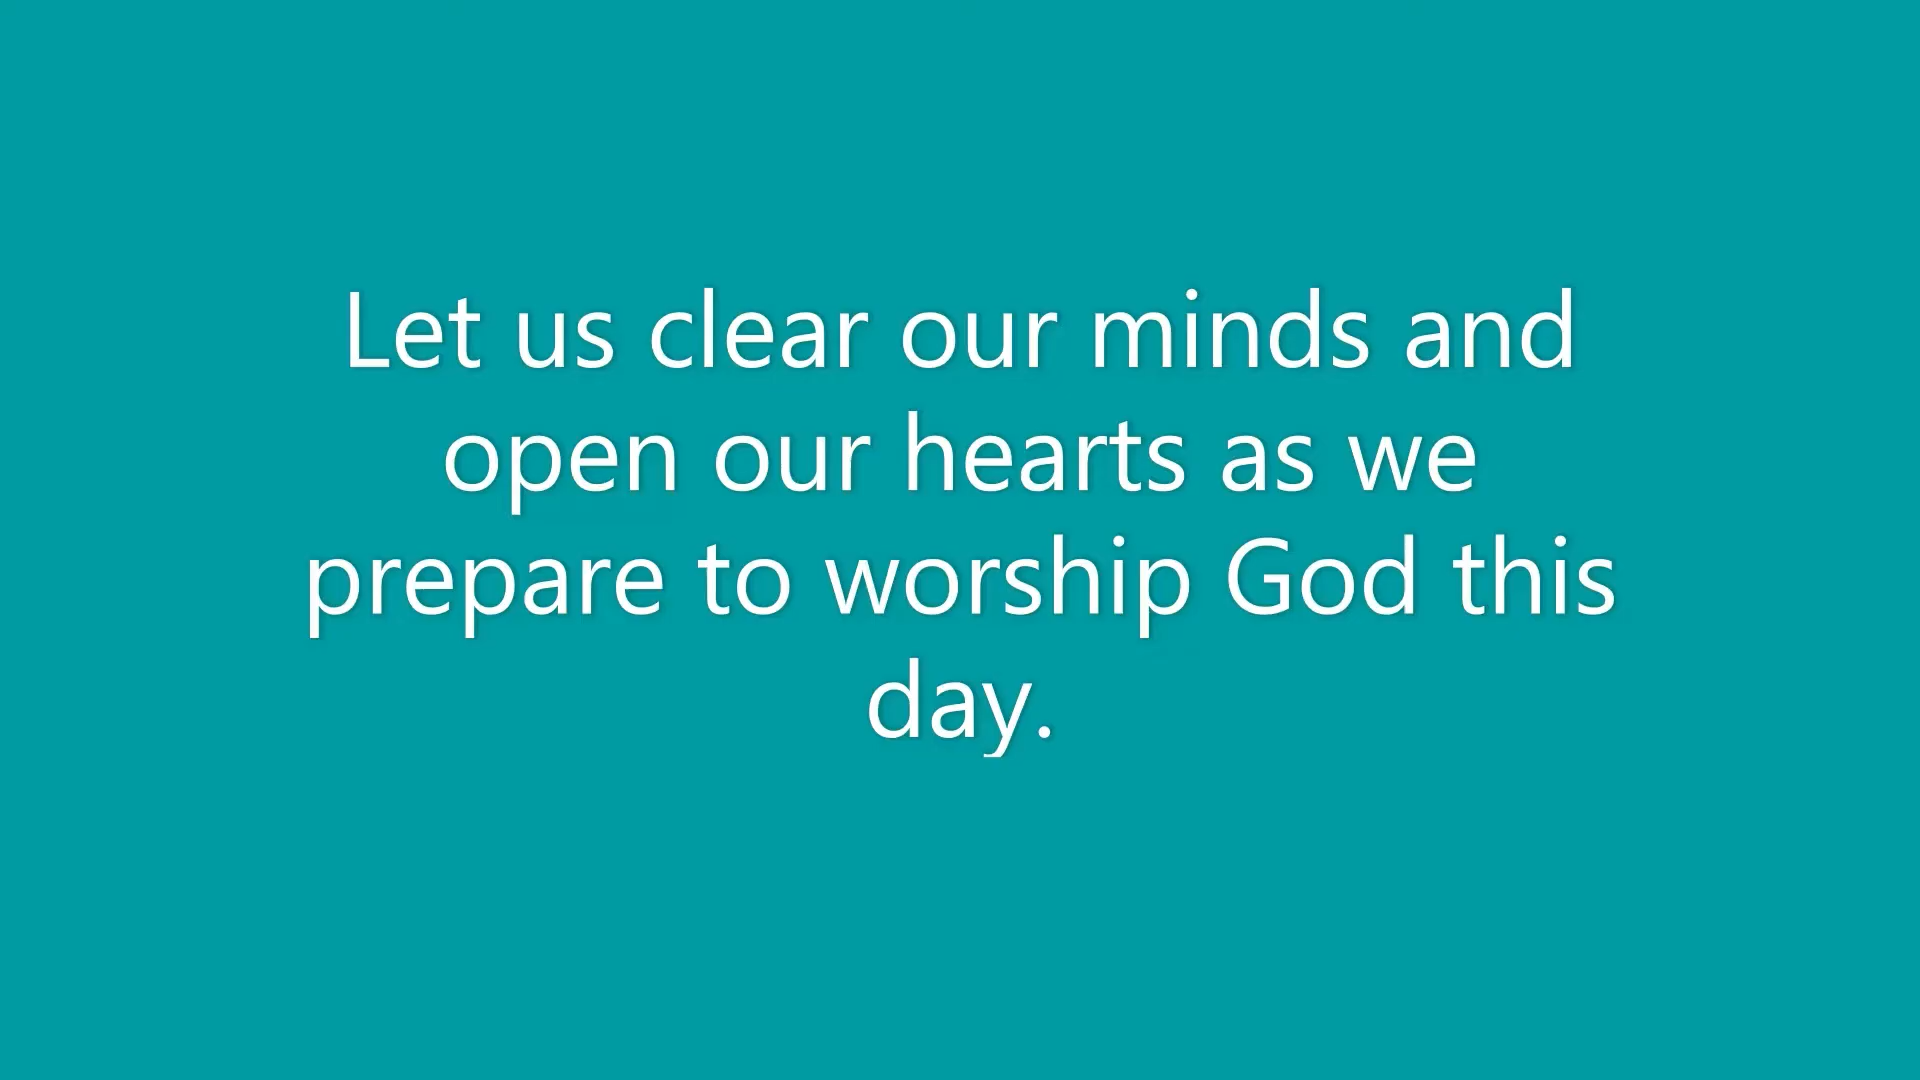 Let us clear our minds and
open our hearts as we
prepare to worship God this
day.